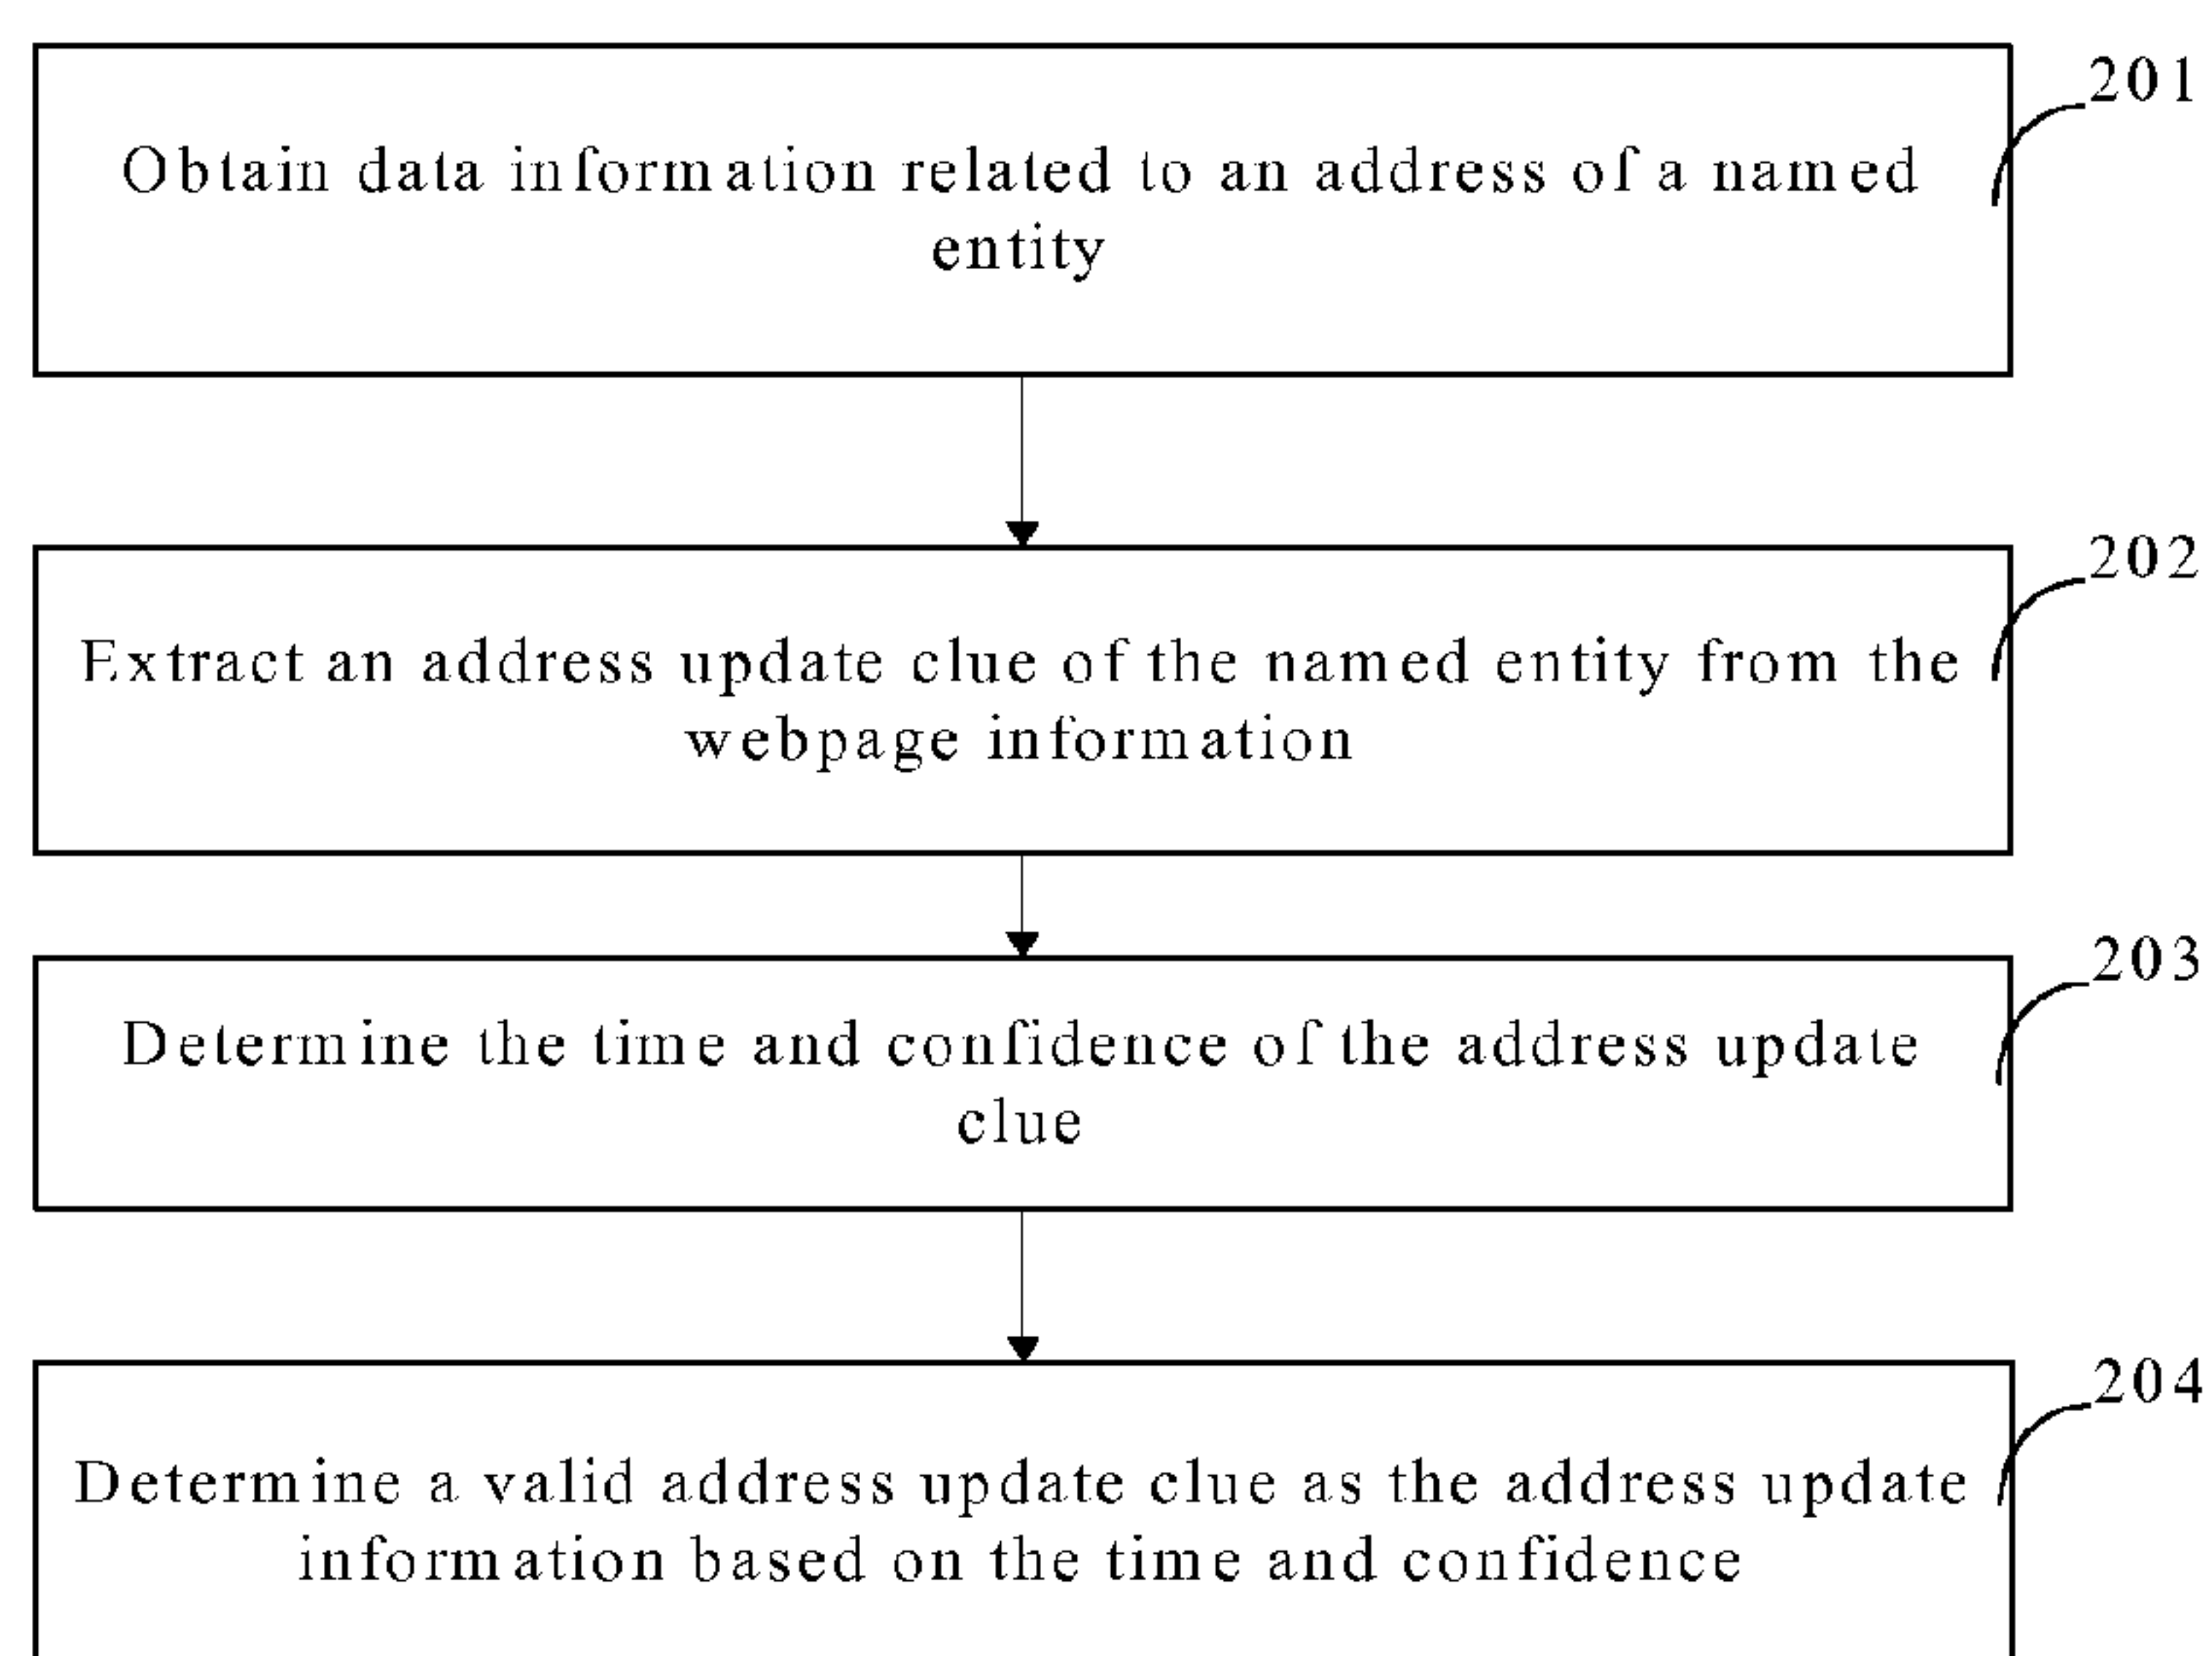 201
Obtain data information related to an address of a named
entity
202
Extract an address update clue of the named entity from the
webpage information
203
Determine the time and confidence of the address update
clue
204
Determine a valid address update clue as the address update
information based on the time and confidence